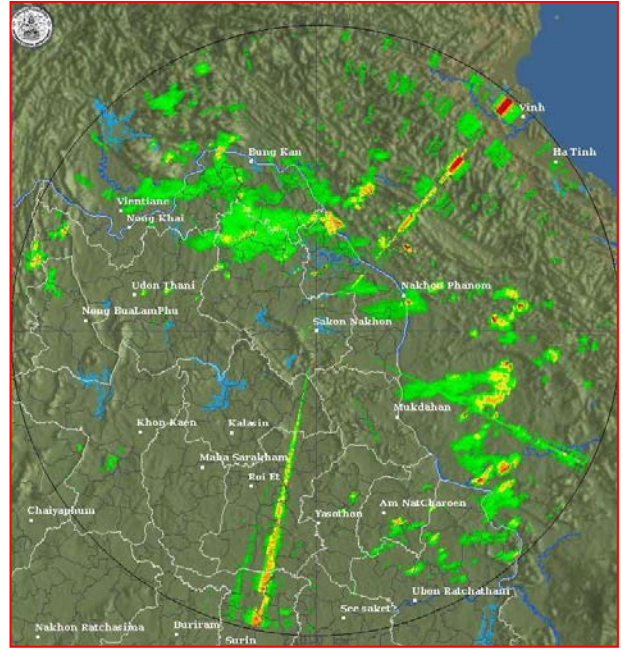 Vinh
Ha Tinh
Bung Kan
Vientiane
Nong Khai
Udon Thani
Nakhon Phanom
Nong BuaLamPhu
Sakon Nakhon
Mukdahan
Khon Kaen
Kalasin
Maha Sarakham
Roi Et
Chaiyaphum
Yasothon
Am NatCharoen
Ubon Ratchathani
See saket
Nakhon Ratchasima
Buriram
Surin